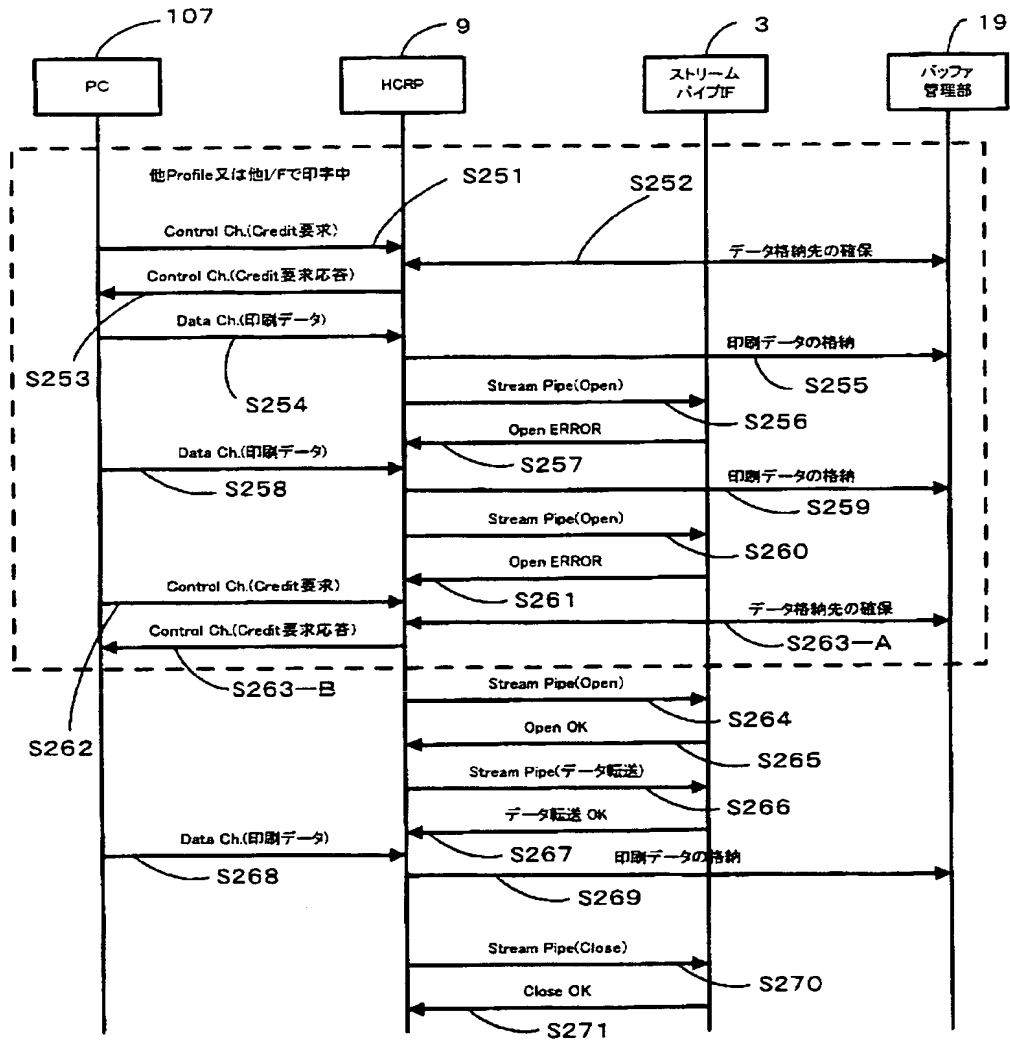 107
9
3
19
PC
HCRP
ストリーム
パイプIF
バッファ
管理部
他Profile又は他I/Fで印字中
S251
S252
Control Ch.(Credit要求)
データ格納先の確保
Control Ch.(Credit要求応答)
Data Ch.(印刷データ)
印刷データの格納
S253
S254
S255
Stream Pipe(Open)
S256
Open ERROR
S257
Data Ch.(印刷データ)
S258
印刷データの格納
S259
Stream Pipe(Open)
S260
Open ERROR
S261
Control Ch.(Credit要求)
データ格納先の確保
Control Ch.(Credit要求応答)
S263-A
S263-B
Stream Pipe(Open)
S264
S262
Open OK
S265
Stream Pipe(データ転送)
S266
データ転送 OK
S267
Data Ch.(印刷データ)
印刷データの格納
S268
S269
Stream Pipe(Close)
S270
Close OK
S271